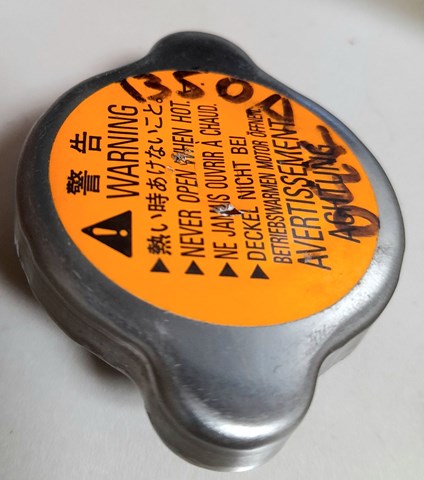 警告
WARNING
熱い時あけないこと。
NEVER OPEN WHEN HOT.
NE JAMAIS OUVRIR À CHAUD.
DECKEL NICHT BEI
BETRIEBSWARMEN MOTOR ÖFFNEN
AVERTISSEMENT
ACHTUNG